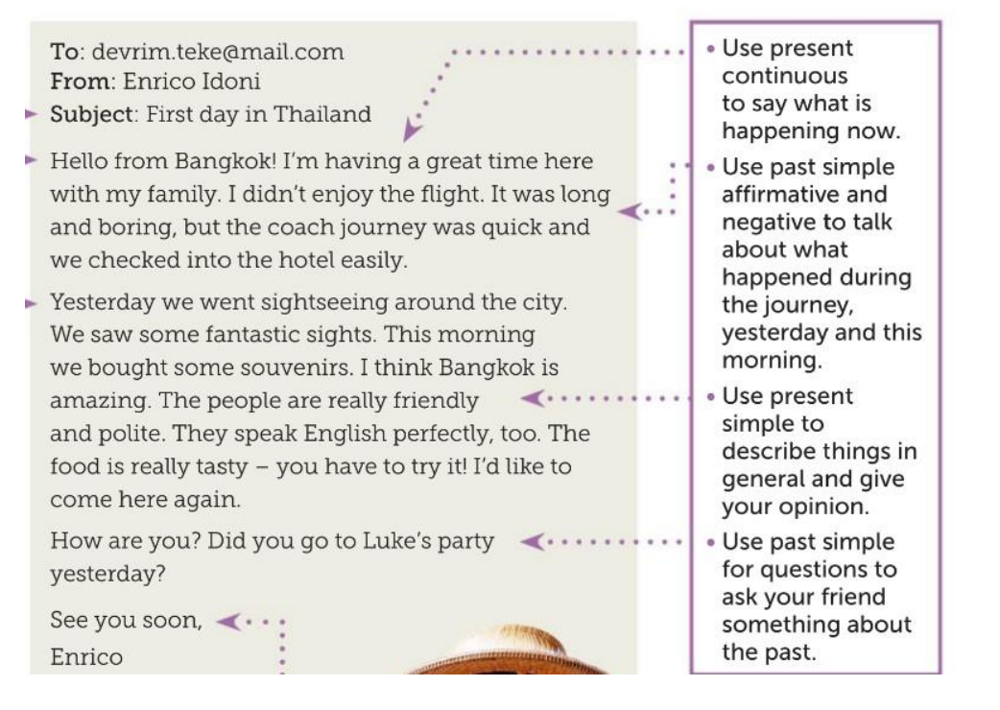 To: devrim.teke@mail.com
From: Enrico Idoni
Subject: First day in Thailand
Hello from Bangkok! I'm having a great time here
with my family. I didn't enjoy the flight. It was long
and boring, but the coach journey was quick and
we checked into the hotel easily.
Yesterday we went sightseeing around the city.
We saw some fantastic sights. This morning
we bought some souvenirs. I think Bangkok is
amazing. The people are really friendly
and polite. They speak English perfectly, too. The
food is really tasty – you have to try it! I'd like to
come here again.
How are you? Did you go to Luke's party
yesterday?
See you soon,
Enrico
• Use present
continuous
to say what is
happening now.
• Use past simple
affirmative and
negative to talk
about what
happened during
the journey,
yesterday and this
morning.
• Use present
simple to
describe things in
general and give
your opinion.
• Use past simple
for questions to
ask your friend
something about
the past.